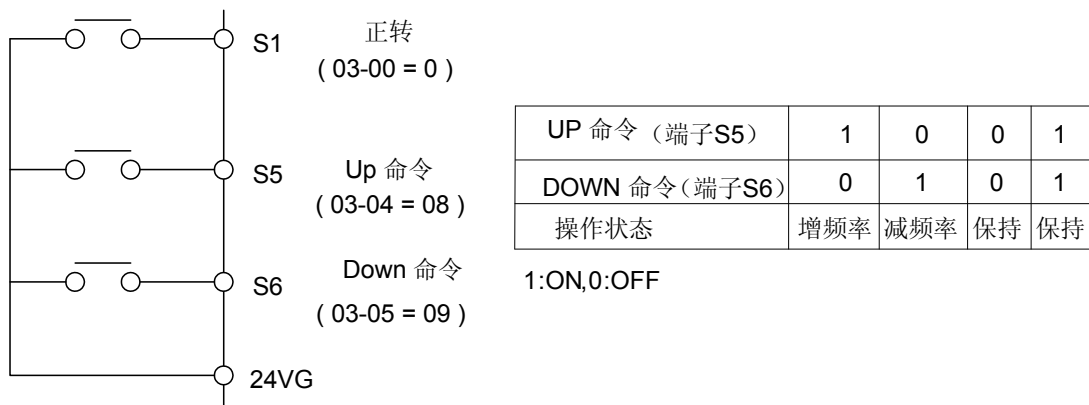 S1 正转
( 03-00 = 0 )
S5 Up 命令
( 03-04 = 08 )
S6 Down 命令
( 03-05 = 09 )
24VG
UP 命令（端子S5） 1 0 0 1
DOWN 命令（端子S6） 0 1 0 1
操作状态 增频率 减频率 保持 保持
1:ON,0:OFF